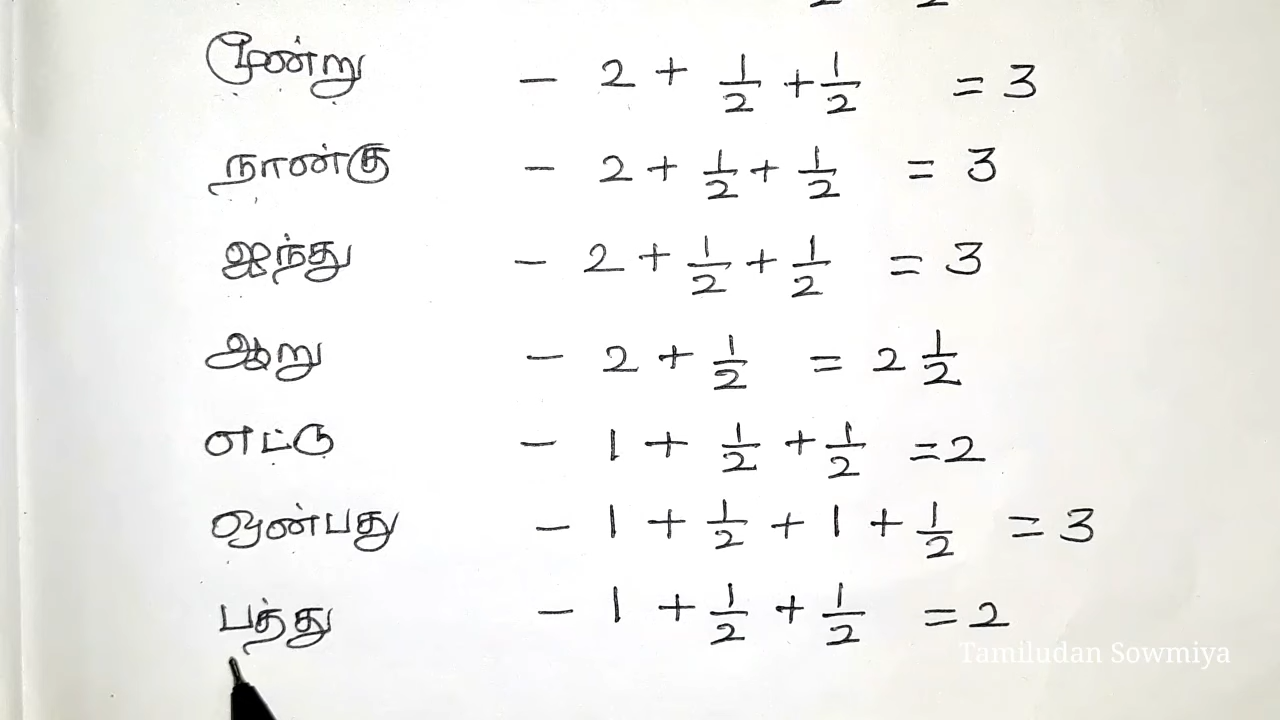 மூன்று - 2 + 1/2 + 1/2 = 3
நான்கு - 2 + 1/2 + 1/2 = 3
ஐந்து - 2 + 1/2 + 1/2 = 3
ஆறு - 2 + 1/2 = 2 1/2
எட்டு - 1 + 1/2 + 1/2 = 2
ஒன்பது - 1 + 1/2 + 1 + 1/2 = 3
பத்து - 1 + 1/2 + 1/2 = 2
Tamiludan Sowmiya